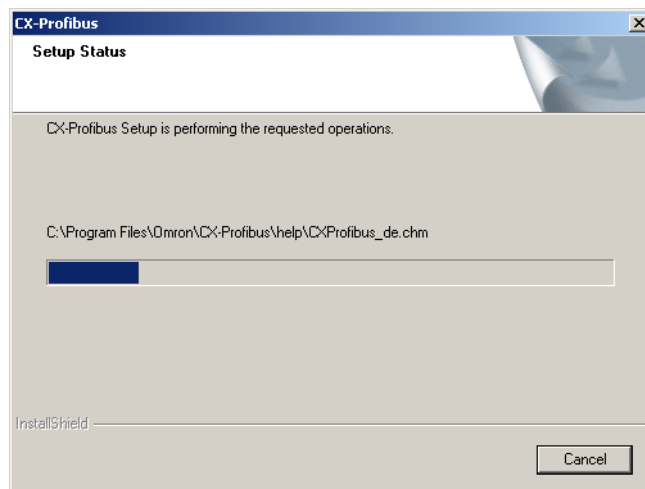 CX-Profibus
Setup Status
CX-Profibus Setup is performing the requested operations.
C:\Program Files\Omron\CX-Profibus\help\CXProfibus_de.chm
InstallShield
Cancel